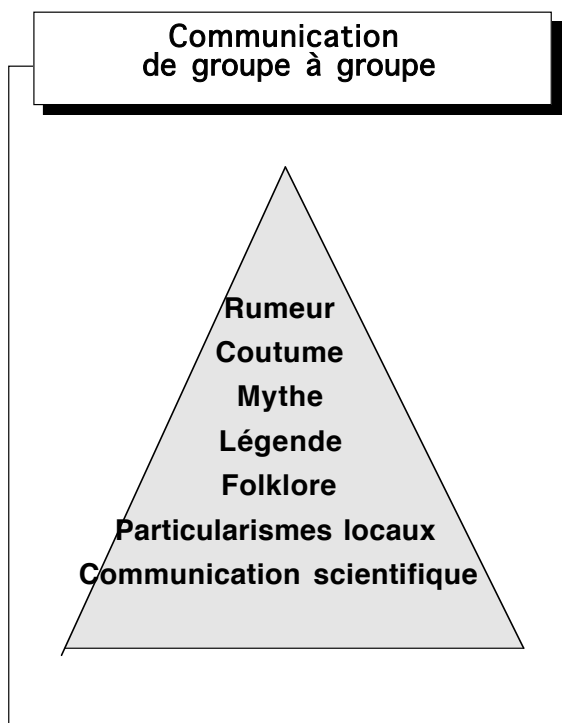 Communication
de groupe à groupe
Rumeur
Coutume
Mythe
Légende
Folklore
Particularismes locaux
Communication scientifique